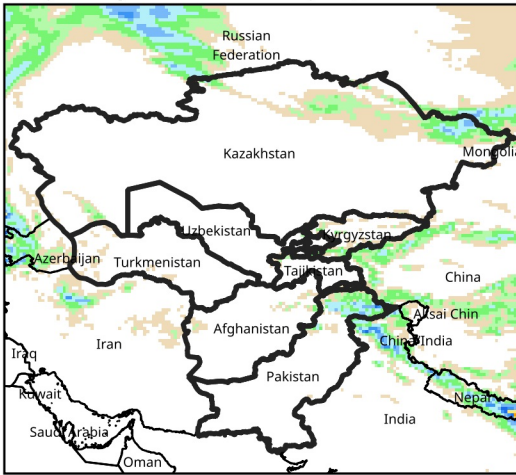 Russian
Federation
Kazakhstan
Mongolia
Uzbekistan
Kyrgyzstan
Azerbaijan
Turkmenistan
Tajikistan
China
Aksai Chin
Afghanistan
China/India
Iran
Iraq
Pakistan
Kuwait
Nepal
India
Saudi Arabia
Oman